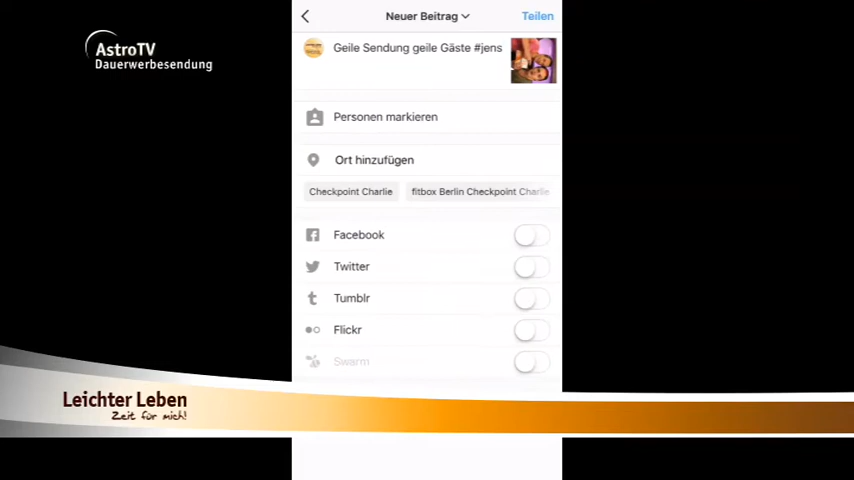 AstroTV
Dauerwerbesendung
Neuer Beitrag
Teilen
Geile Sendung geile Gäste #jens
Personen markieren
Ort hinzufügen
Checkpoint Charlie
fitbox Berlin Checkpoint Charlie
Facebook
Twitter
Tumblr
Flickr
Swarm
Leichter Leben
Zeit für mich!